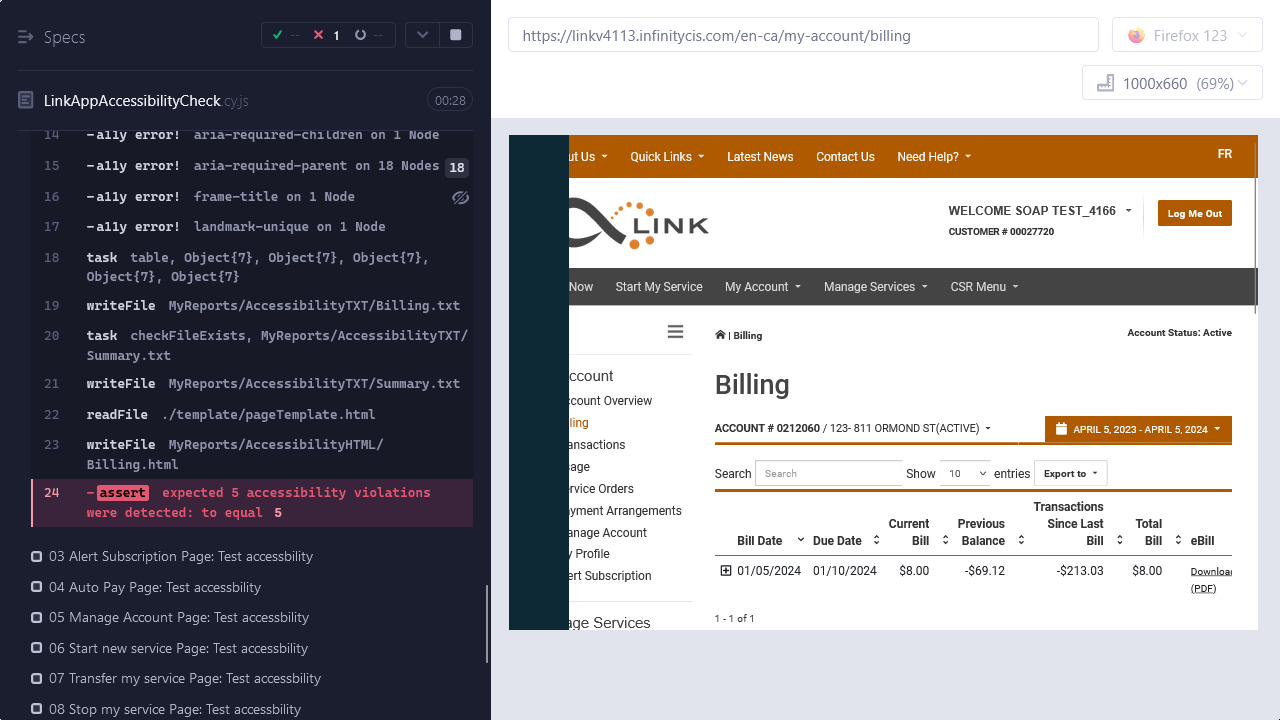 Specs
--
1
--
LinkAppAccessibilityCheck.cy.js
00:28
14 -a11y error! aria-required-children on 1 Node
15 -a11y error! aria-required-parent on 18 Nodes 18
16 -a11y error! frame-title on 1 Node
17 -a11y error! landmark-unique on 1 Node
18 task table, Object{7}, Object{7}, Object{7},
Object{7}, Object{7}
19 writeFile MyReports/AccessibilityTXT/Billing.txt
20 task checkFileExists, MyReports/AccessibilityTXT/
Summary.txt
21 writeFile MyReports/AccessibilityTXT/Summary.txt
22 readFile ./template/pageTemplate.html
23 writeFile MyReports/AccessibilityHTML/
Billing.html
24 -assert expected 5 accessibility violations
were detected: to equal 5
03 Alert Subscription Page: Test accessbility
04 Auto Pay Page: Test accessbility
05 Manage Account Page: Test accessbility
06 Start new service Page: Test accessbility
07 Transfer my service Page: Test accessbility
08 Stop my service Page: Test accessbility
https://linkv4113.infinitycis.com/en-ca/my-account/billing
Firefox 123
1000x660 (69%)
ut Us
Quick Links
Latest News
Contact Us
Need Help?
FR
LINK
WELCOME SOAP TEST_4166
CUSTOMER # 00027720
Log Me Out
Now
Start My Service
My Account
Manage Services
CSR Menu
ccount
ccount Overview
ling
ansactions
sage
ervice Orders
yment Arrangements
anage Account
y Profile
ert Subscription
age Services
| Billing
Account Status: Active
Billing
ACCOUNT # 0212060 / 123- 811 ORMOND ST(ACTIVE)
APRIL 5, 2023 - APRIL 5, 2024
Search Search Show 10 entries Export to
Bill Date
Due Date
Current
Bill
Previous
Balance
Transactions
Since Last
Bill
Total
Bill
eBill
01/05/2024 01/10/2024 $8.00 -$69.12 -$213.03 $8.00 Downloa
(PDF)
1 - 1 of 1